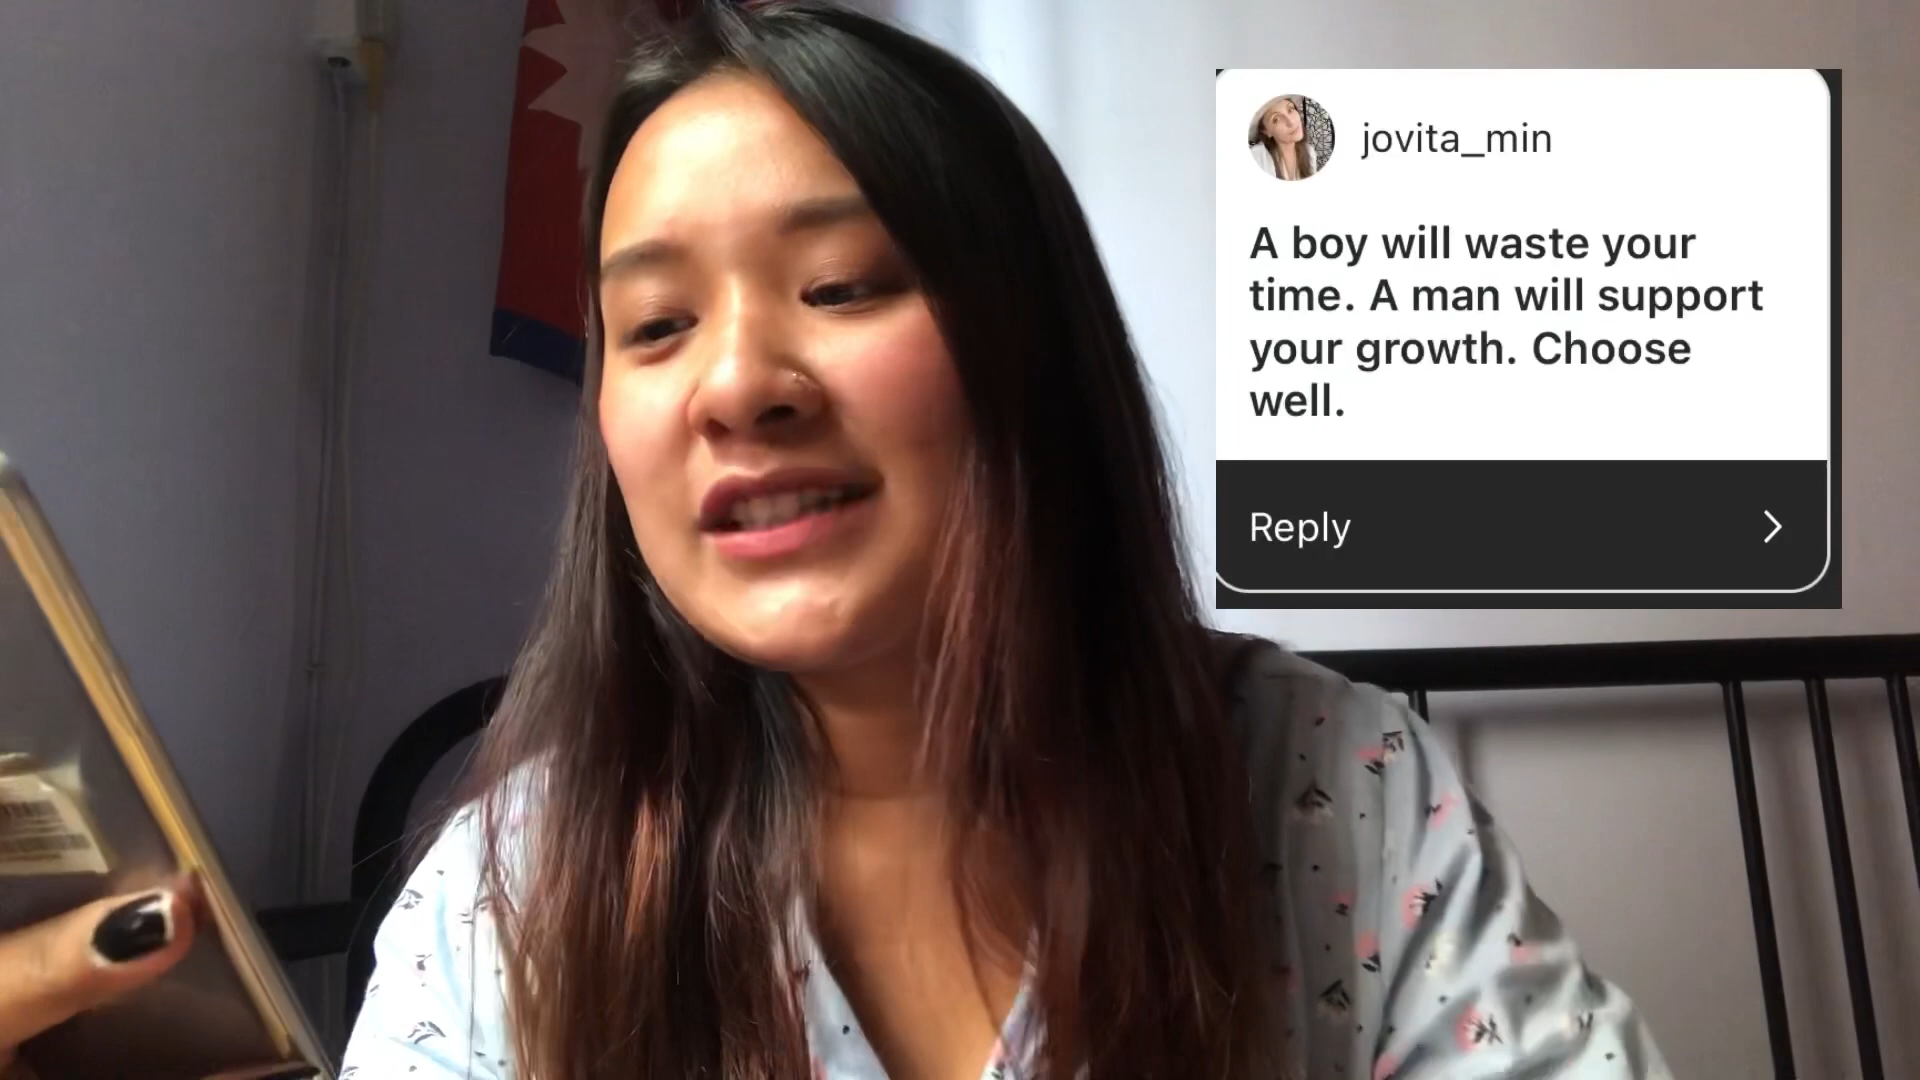 jovita_min
A boy will waste your
time. A man will support
your growth. Choose
well.
Reply